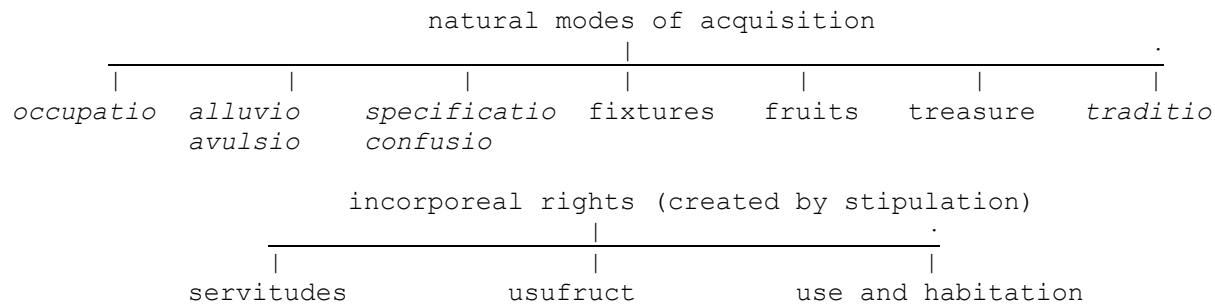 natural modes of acquisition
occupatio alluvio specificatio fixtures fruits treasure traditio
avulsio confusio
incorporeal rights (created by stipulation)
servitudes usufruct use and habitation